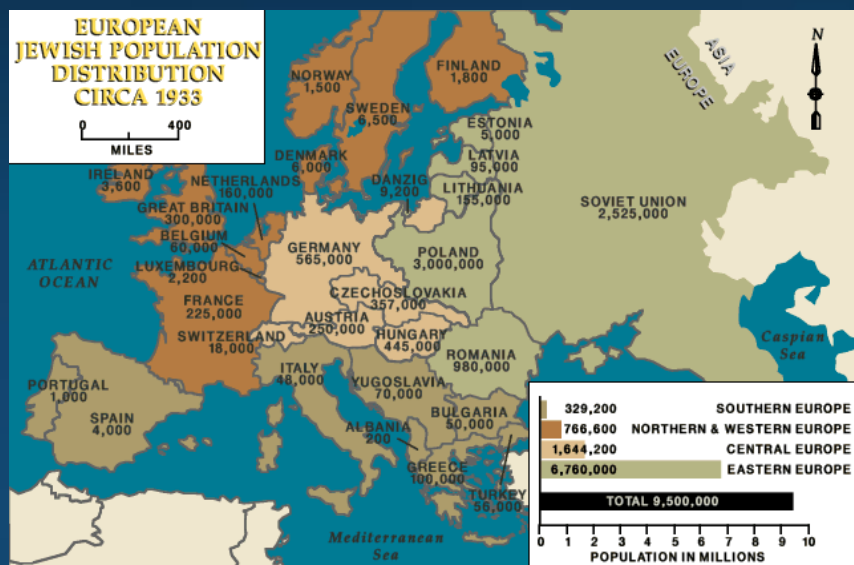 EUROPEAN
JEWISH POPULATION
DISTRIBUTION
CIRCA 1933
0 400
MILES
N
ASIA
EUROPE
NORWAY
1,500
FINLAND
1,800
SWEDEN
6,500
ESTONIA
5,000
DENMARK
6,000
LATVIA
95,000
IRELAND
3,600
NETHERLANDS
160,000
DANZIG
9,200
LITHUANIA
155,000
SOVIET UNION
2,525,000
GREAT BRITAIN
300,000
BELGIUM
60,000
GERMANY
565,000
POLAND
3,000,000
ATLANTIC
OCEAN
LUXEMBOURG
2,200
CZECHOSLOVAKIA
357,000
FRANCE
225,000
AUSTRIA
250,000
SWITZERLAND
18,000
HUNGARY
445,000
Caspian
Sea
ROMANIA
980,000
ITALY
48,000
YUGOSLAVIA
70,000
PORTUGAL
1,000
SPAIN
4,000
BULGARIA
50,000
ALBANIA
200
GREECE
100,000
TURKEY
56,000
Mediterranean
Sea
329,200 SOUTHERN EUROPE
766,600 NORTHERN & WESTERN EUROPE
1,644,200 CENTRAL EUROPE
6,760,000 EASTERN EUROPE
TOTAL 9,500,000
0 1 2 3 4 5 6 7 8 9 10
POPULATION IN MILLIONS